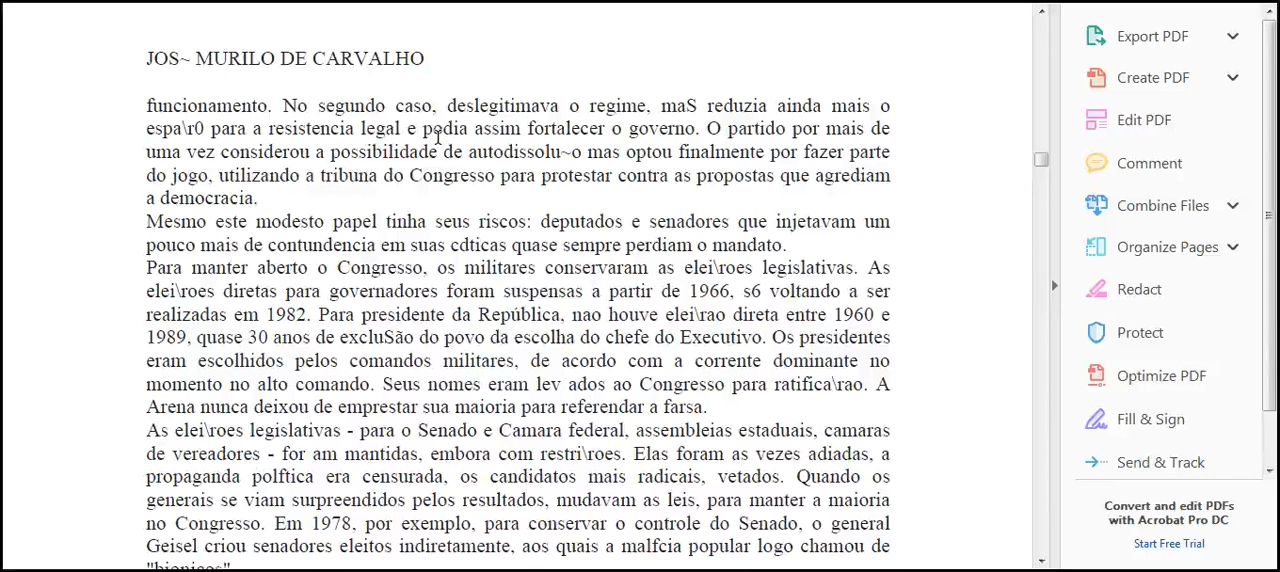 JOS~ MURILO DE CARVALHO
funcionamento. No segundo caso, deslegitimava o regime, maS reduzia ainda mais o
espa\r0 para a resistencia legal e podia assim fortalecer o governo. O partido por mais de
uma vez considerou a possibilidade de autodissolu~o mas optou finalmente por fazer parte
do jogo, utilizando a tribuna do Congresso para protestar contra as propostas que agrediam
a democracia.
Mesmo este modesto papel tinha seus riscos: deputados e senadores que injetavam um
pouco mais de contundencia em suas cdticas quase sempre perdiam o mandato.
Para manter aberto o Congresso, os militares conservaram as elei\roes legislativas. As
elei\roes diretas para governadores foram suspensas a partir de 1966, s6 voltando a ser
realizadas em 1982. Para presidente da República, nao houve elei\rao direta entre 1960 e
1989, quase 30 anos de excluSão do povo da escolha do chefe do Executivo. Os presidentes
eram escolhidos pelos comandos militares, de acordo com a corrente dominante no
momento no alto comando. Seus nomes eram lev ados ao Congresso para ratifica\rao. A
Arena nunca deixou de emprestar sua maioria para referendar a farsa.
As elei\roes legislativas - para o Senado e Camara federal, assembleias estaduais, camaras
de vereadores - for am mantidas, embora com restri\roes. Elas foram as vezes adiadas, a
propaganda polftica era censurada, os candidatos mais radicais, vetados. Quando os
generais se viam surpreendidos pelos resultados, mudavam as leis, para manter a maioria
no Congresso. Em 1978, por exemplo, para conservar o controle do Senado, o general
Geisel criou senadores eleitos indiretamente, aos quais a malfcia popular logo chamou de
"bionicos"
Export PDF
Create PDF
Edit PDF
Comment
Combine Files
Organize Pages
Redact
Protect
Optimize PDF
Fill & Sign
Send & Track
Convert and edit PDFs
with Acrobat Pro DC
Start Free Trial